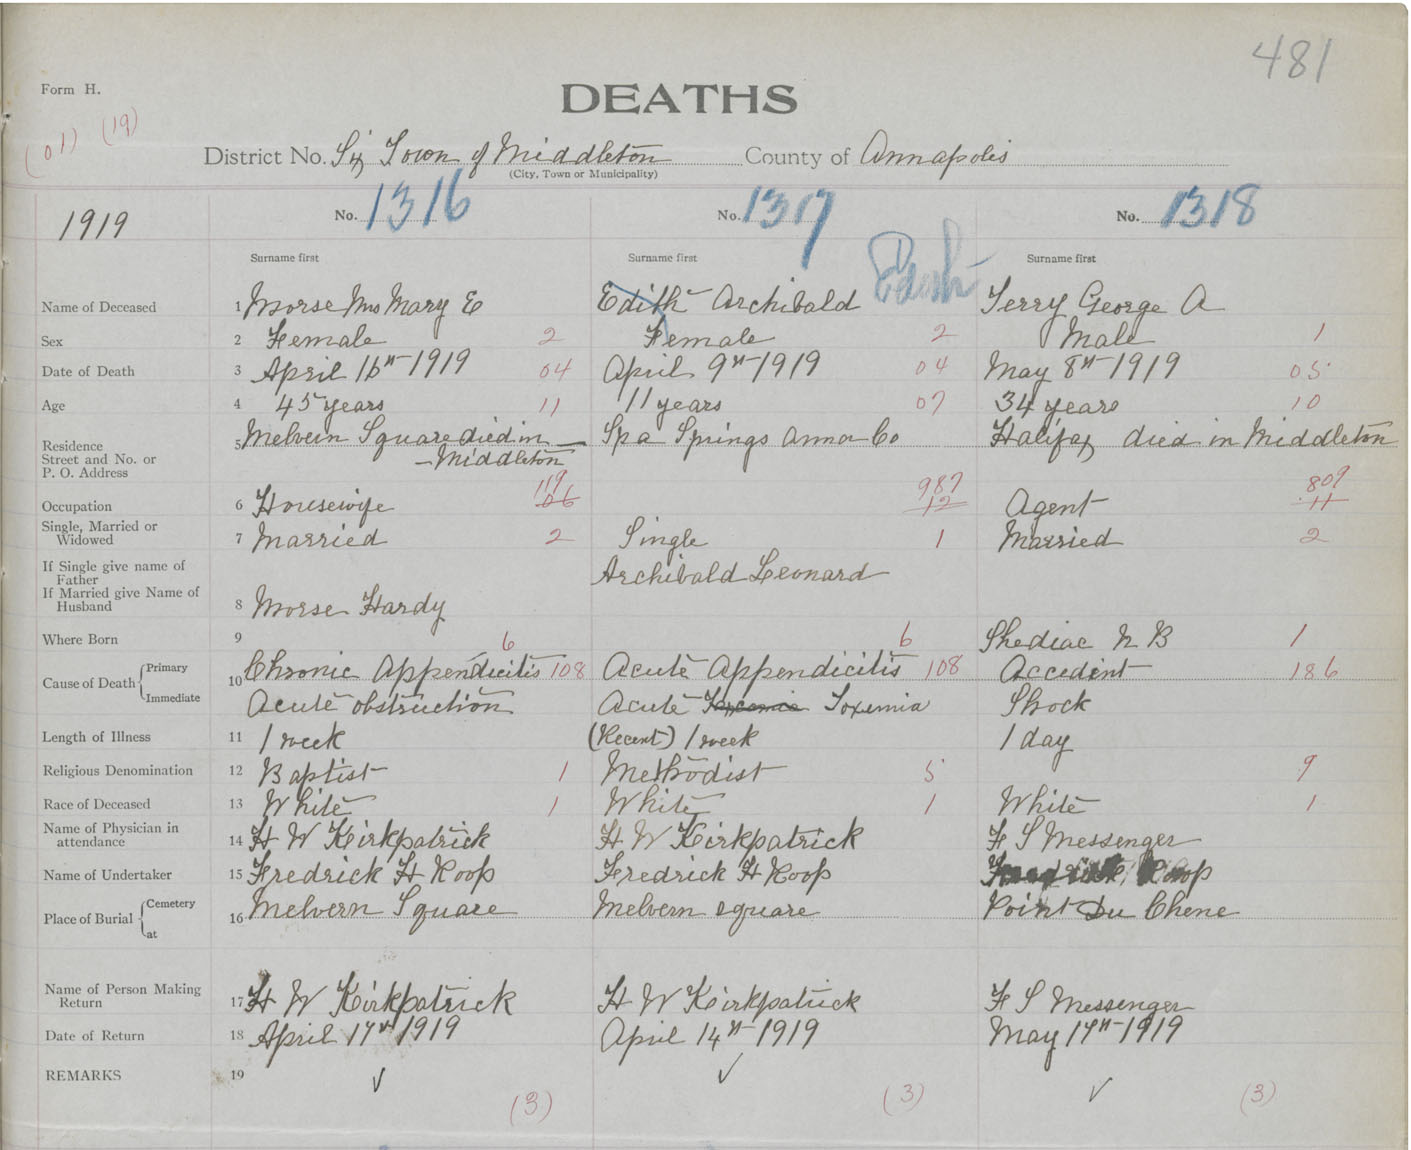 481
Form H.
DEATHS
(01) (19)
District No. Six Town of Middleton County of Annapolis
(City, Town or Municipality)
1919 No. 1316 No. 1317 No. 1318
Surname first Surname first Edith Surname first
Name of Deceased 1 Morse Mrs Mary E Edith Archibald Terry George A
Sex 2 Female 2 Female 2 Male 1
Date of Death 3 April 16th 1919 04 April 9th 1919 04 May 8th 1919 05
Age 4 45 years 11 11 years 07 34 years 10
Residence 5 Melvern Square died in Spa Springs Anna Co Halifax died in Middleton
Street and No. or — Middleton
P. O. Address
119 987 809
Occupation 6 Housewife 06 12 Agent 11
Single, Married or
Widowed 7 Married 2 Single 1 Married 2
If Single give name of
Father Archibald Leonard
If Married give Name of
Husband 8 Morse Hardy
Where Born 9 6 6 Shediac N B 1
Cause of Death Primary 10 Chronic Appendicitis 108 Acute Appendicitis 108 Accedent 186
Immediate Acute obstruction Acute Toxemia Shock
Length of Illness 11 1 week (Recent) 1 week 1 day
Religious Denomination 12 Baptist 1 Methodist 5 9
Race of Deceased 13 White 1 White 1 White 1
Name of Physician in
attendance 14 H W Kirkpatrick H W Kirkpatrick F S Messenger
Name of Undertaker 15 Fredrick H Roop Fredrick H Roop Roop
Place of Burial Cemetery 16 Melvern Square Melvern square Point Du Chene
at
Name of Person Making
Return 17 H W Kirkpatrick H W Kirkpatrick F S Messenger
Date of Return 18 April 17th 1919 April 14th 1919 May 17th 1919
REMARKS 19 ✓ ✓ ✓
(3) (3) (3)